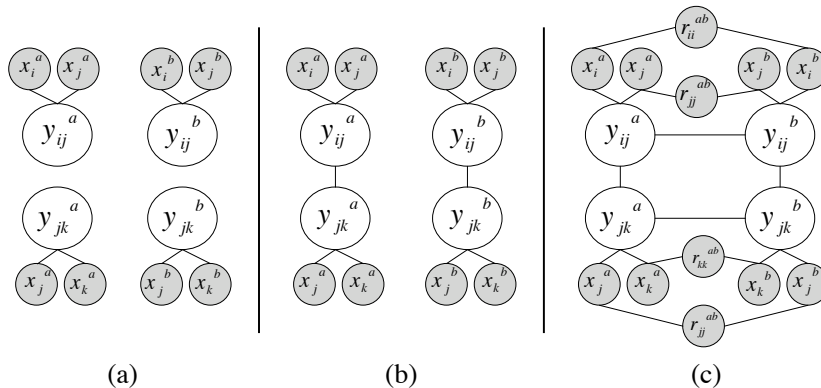 x_i^a x_j^a x_i^b x_j^b
y_ij^a y_ij^b
y_jk^a y_jk^b
x_j^a x_k^a x_j^b x_k^b
(a)
x_i^a x_j^a x_i^b x_j^b
y_ij^a y_ij^b
y_jk^a y_jk^b
x_j^a x_k^a x_j^b x_k^b
(b)
r_ii^ab
x_i^a x_j^a x_j^b x_i^b
r_jj^ab
y_ij^a y_ij^b
y_jk^a y_jk^b
r_kk^ab
x_j^a x_k^a x_k^b x_j^b
r_jj^ab
(c)